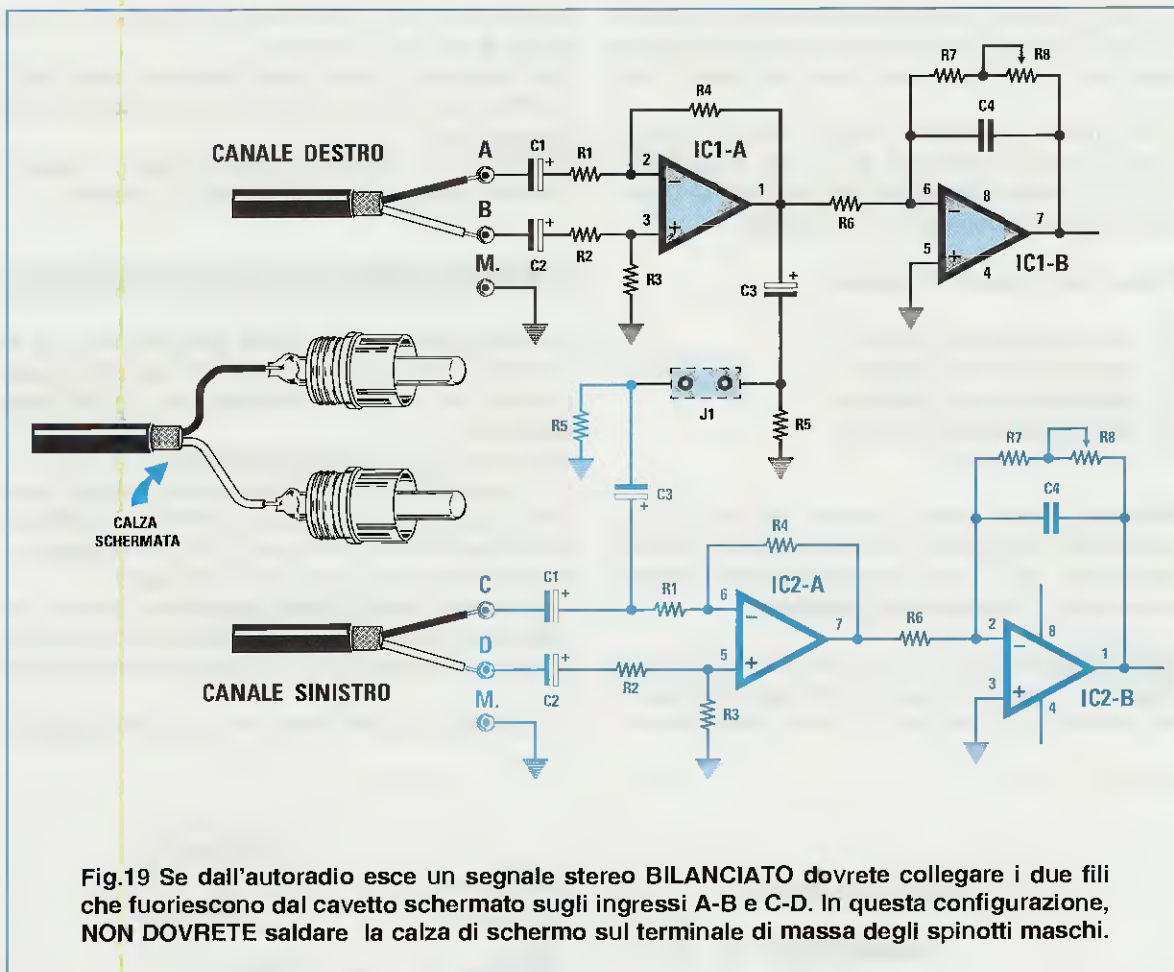 R7
R8
R4
C4
CANALE DESTRO
A
C1
+
R1
IC1-A
2
−
1
B
3
+
R6
6
−
8
7
5
+
4
IC1-B
+
C2
R2
R3
M.
C3
+
J1
R5
R5
C3
+
CALZA
SCHERMATA
R7
R8
C4
R4
C
C1
+
R1
IC2-A
6
−
7
D
5
+
R6
2
−
8
1
3
+
4
IC2-B
+
C2
R2
R3
CANALE SINISTRO
M.
Fig.19 Se dall'autoradio esce un segnale stereo BILANCIATO dovrete collegare i due fili
che fuoriescono dal cavetto schermato sugli ingressi A-B e C-D. In questa configurazione,
NON DOVRETE saldare la calza di schermo sul terminale di massa degli spinotti maschi.